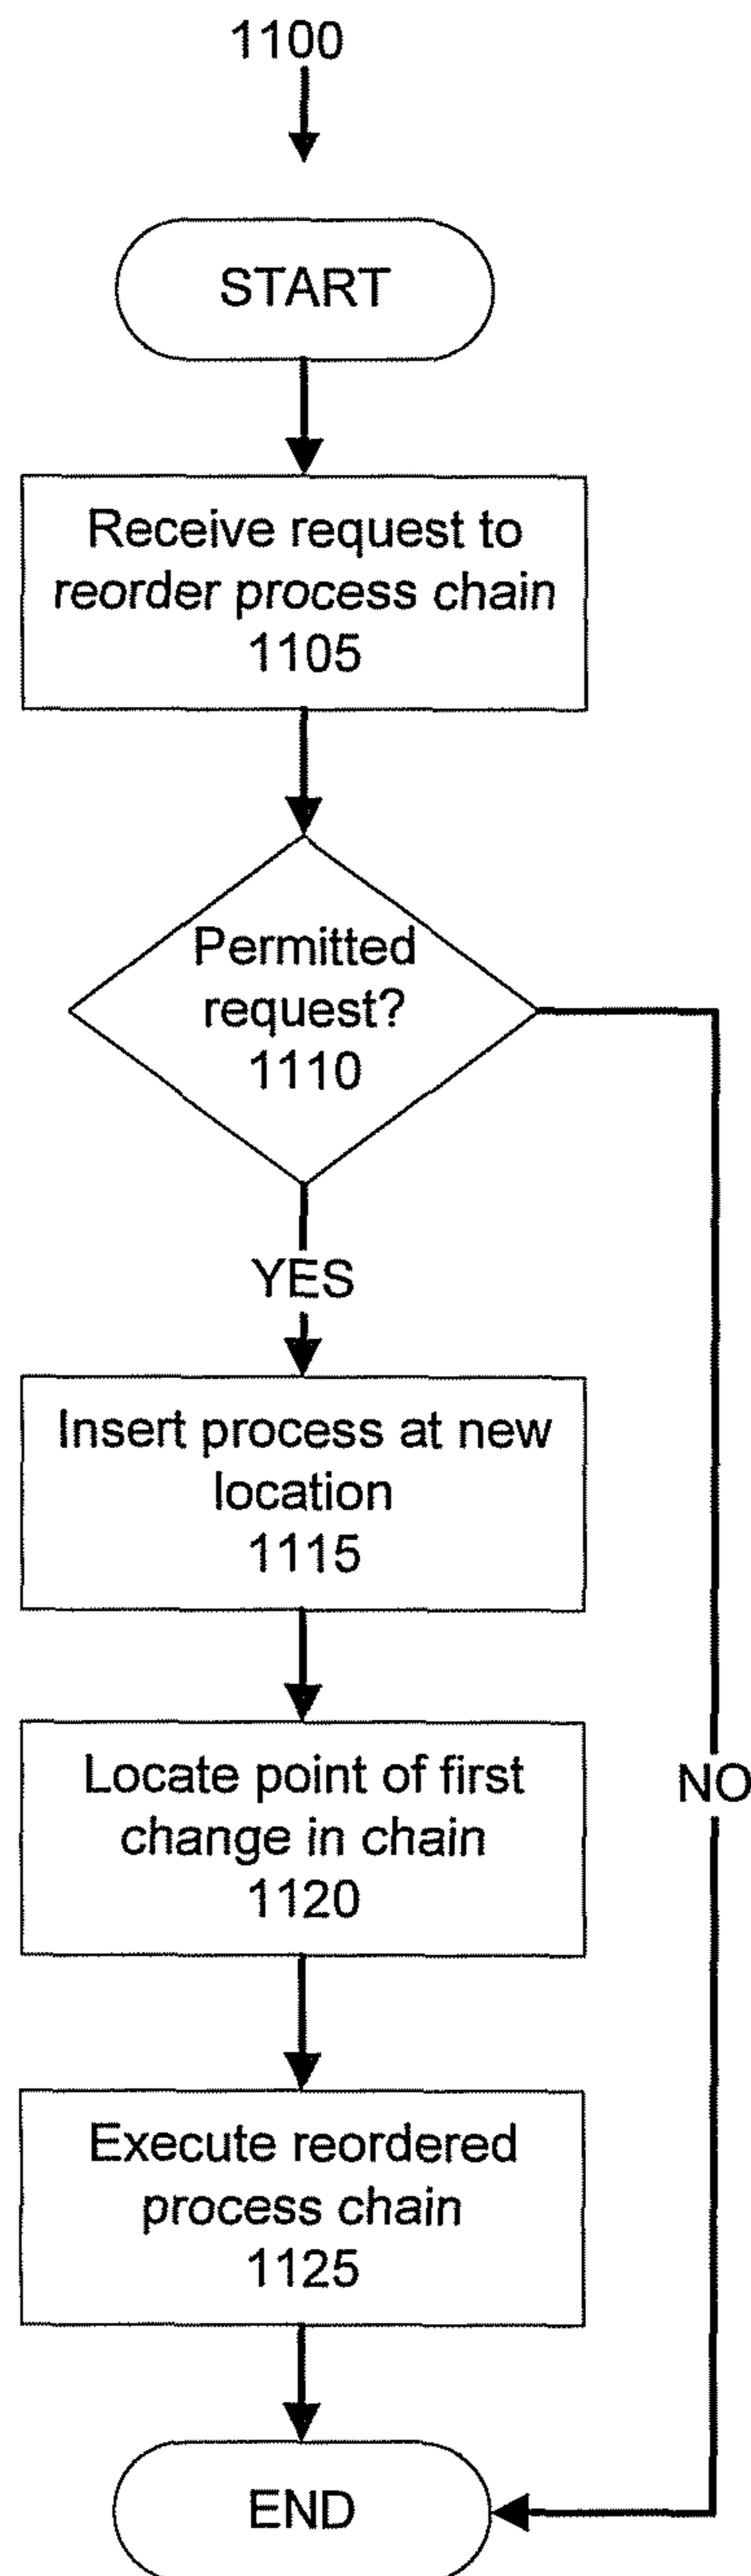 1100
START
Receive request to
reorder process chain
1105
Permitted
request?
1110
YES
Insert process at new
location
1115
Locate point of first
change in chain
1120
NO
Execute reordered
process chain
1125
END